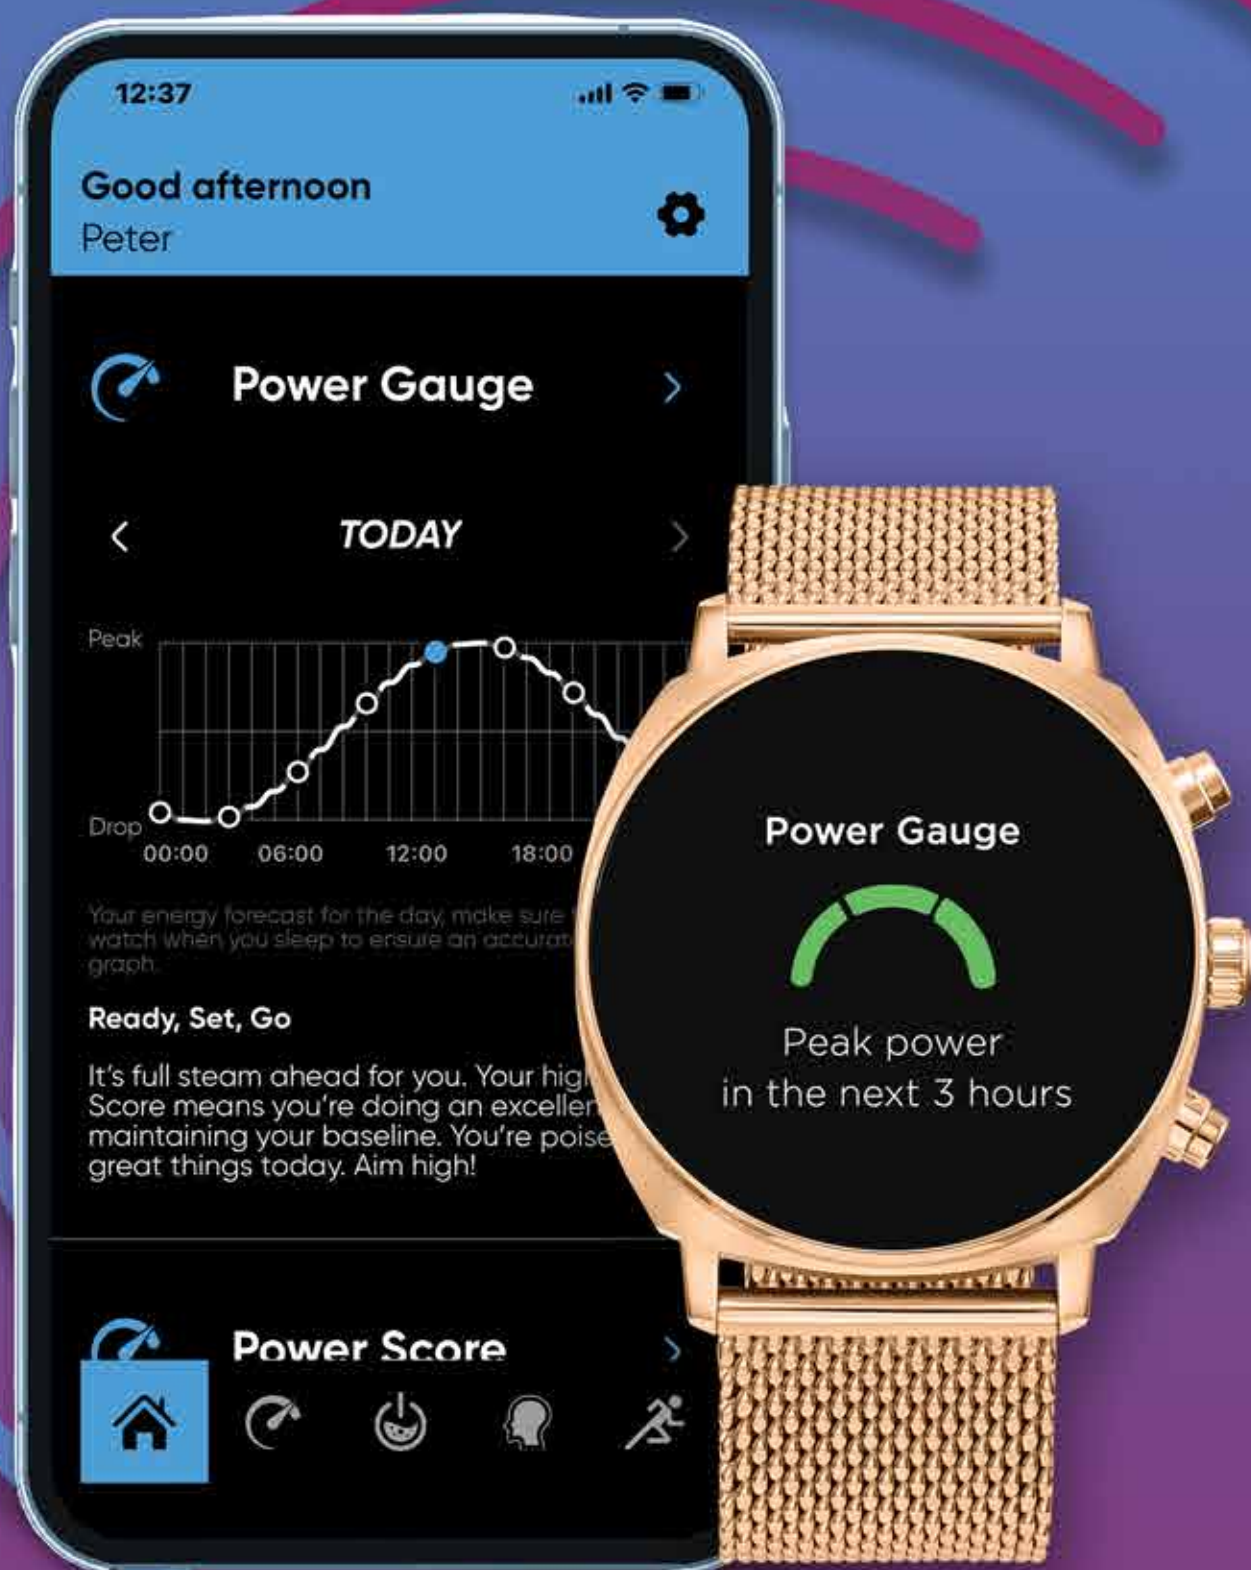 12:37
Good afternoon
Peter
Power Gauge
TODAY
Peak
Drop
00:00 06:00 12:00 18:00
Your energy forecast for the day, make sure
watch when you sleep to ensure an accurat
graph.
Ready, Set, Go
It's full steam ahead for you. Your hig
Score means you're doing an excellen
maintaining your baseline. You're poise
great things today. Aim high!
Power Score
Power Gauge
Peak power
in the next 3 hours